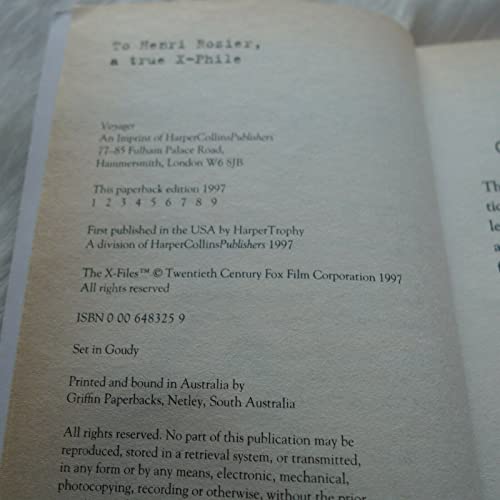 To Henri Rosier,
a true X-Phile
Voyager
An Imprint of HarperCollinsPublishers
77–85 Fulham Palace Road,
Hammersmith, London W6 8JB
This paperback edition 1997
1 2 3 4 5 6 7 8 9
First published in the USA by HarperTrophy
A division of HarperCollinsPublishers 1997
The X-Files™ © Twentieth Century Fox Film Corporation 1997
All rights reserved
ISBN 0 00 648325 9
Set in Goudy
Printed and bound in Australia by
Griffin Paperbacks, Netley, South Australia
All rights reserved. No part of this publication may be
reproduced, stored in a retrieval system, or transmitted,
in any form or by any means, electronic, mechanical,
photocopying, recording or otherwise, without the prior